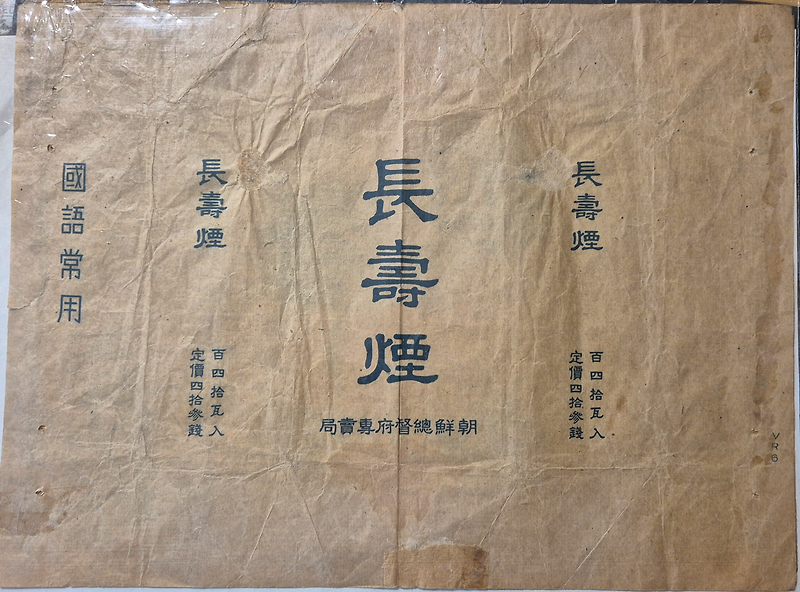 長壽煙
百四拾瓦入
定價四拾參錢
長壽煙
朝鮮總督府專賣局
長壽煙
百四拾瓦入
定價四拾參錢
國語常用
VRB